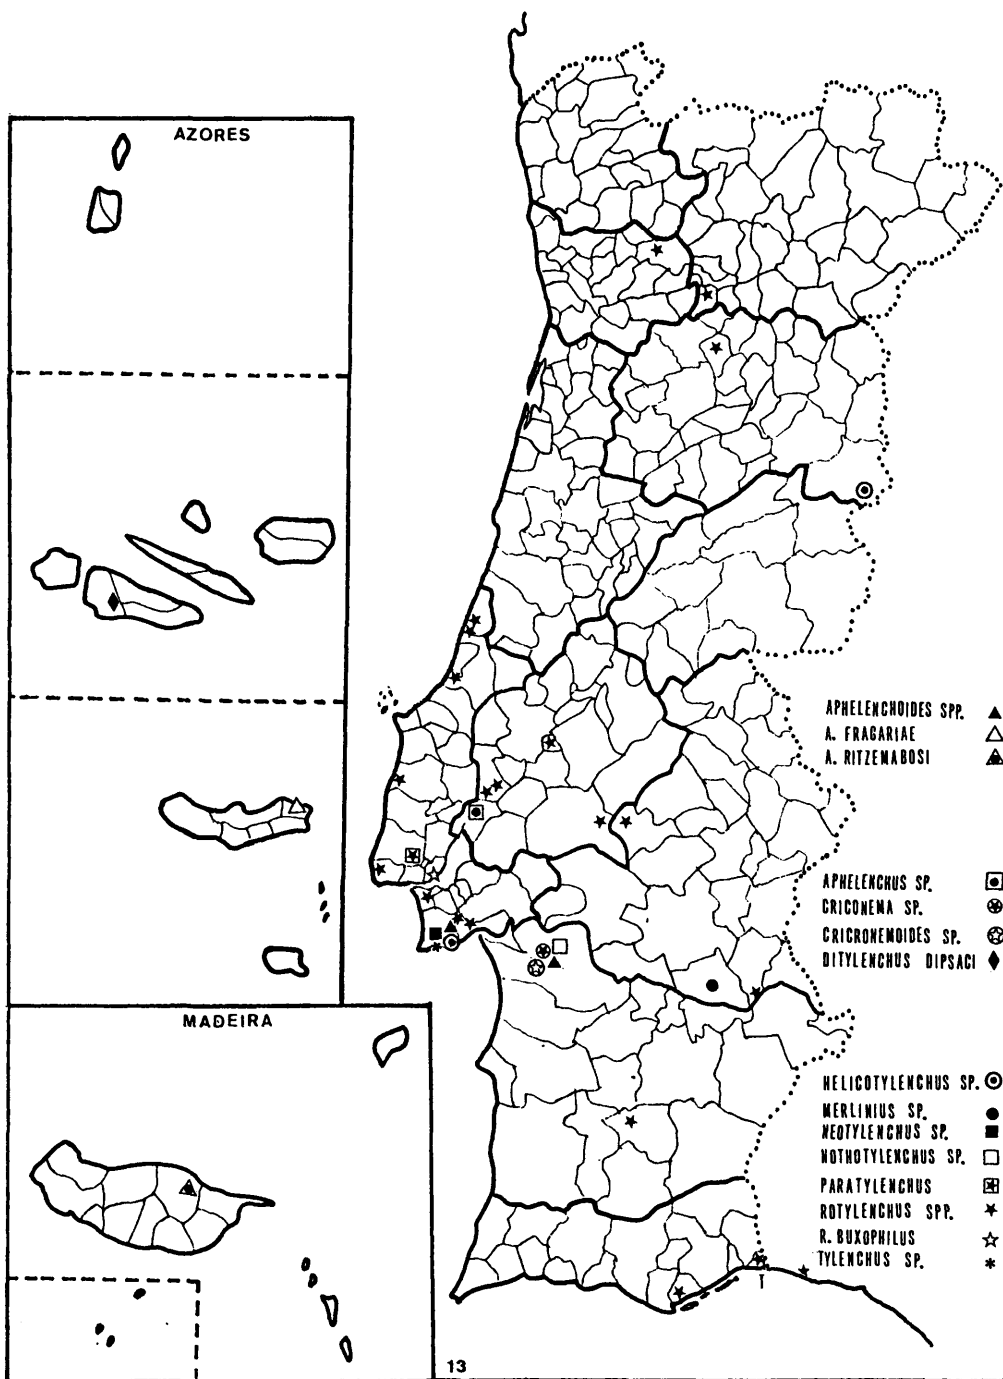 AZORES
APHELENCHOIDES SPP.
A. FRAGARIAE
A. RITZEMABOSI
APHELENCHUS SP.
CRICONEMA SP.
CRICRONEMOIDES SP.
DITYLENCHUS DIPSACI
MADEIRA
HELICOTYLENCHUS SP.
MERLINIUS SP.
NEOTYLENCHUS SP.
NOTHOTYLENCHUS SP.
PARATYLENCHUS
ROTYLENCHUS SPP.
R. BUXOPHILUS
TYLENCHUS SP.
13